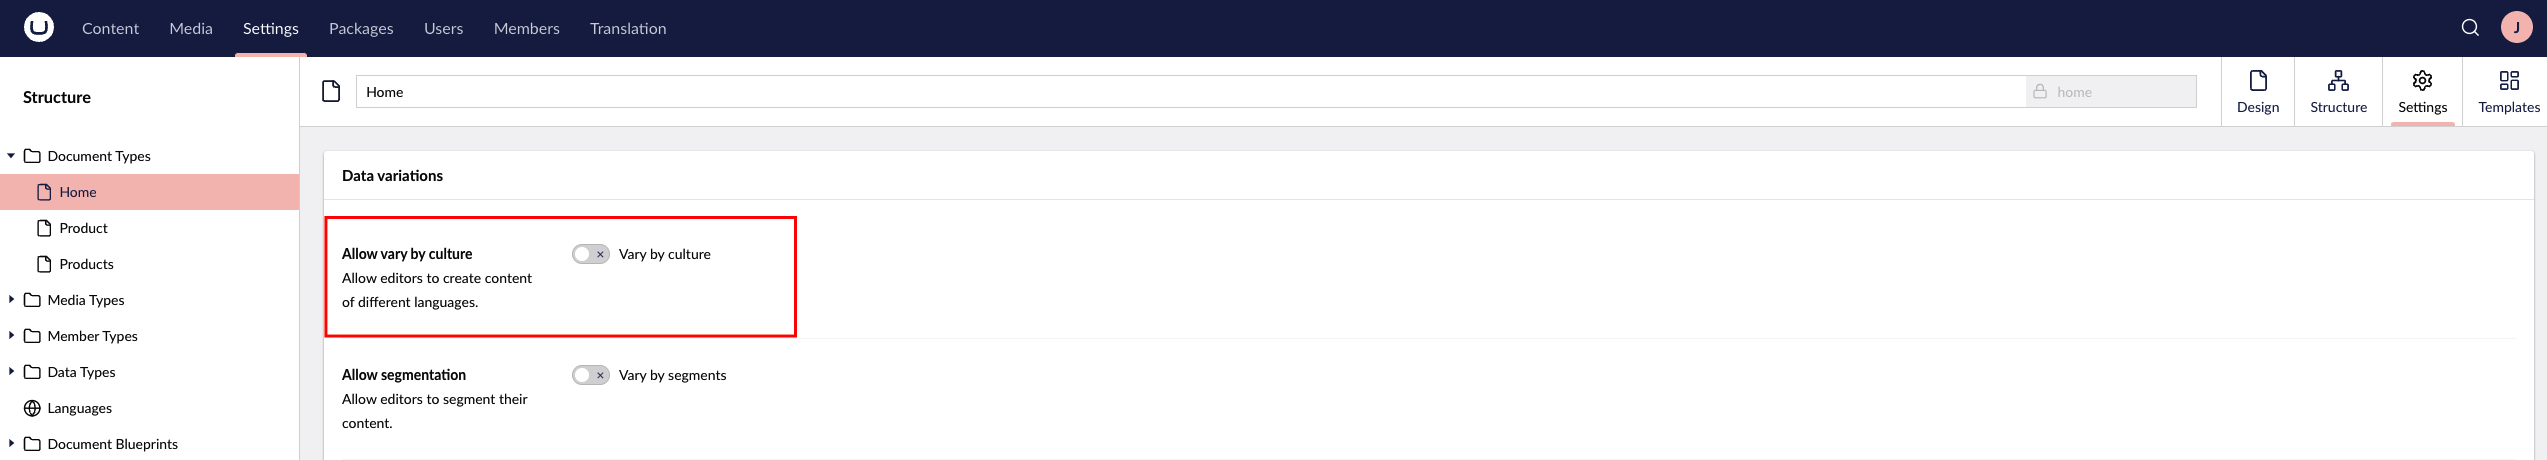 Content Media Settings Packages Users Members Translation J
Structure
Document Types
Home
Product
Products
Media Types
Member Types
Data Types
Languages
Document Blueprints
Home home
Design Structure Settings Templates
Data variations
Allow vary by culture
Allow editors to create content
of different languages.
Vary by culture
Allow segmentation
Allow editors to segment their
content.
Vary by segments